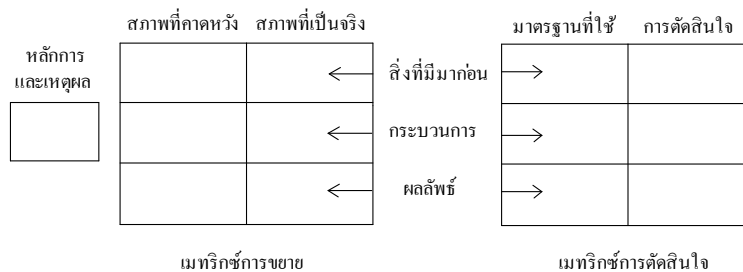 สภาพที่คาดหวัง สภาพที่เป็นจริง
มาตรฐานที่ใช้ การตัดสินใจ
หลักการ
และเหตุผล
สิ่งที่มีมาก่อน
กระบวนการ
ผลลัพธ์
เมทริกซ์การขยาย
เมทริกซ์การตัดสินใจ